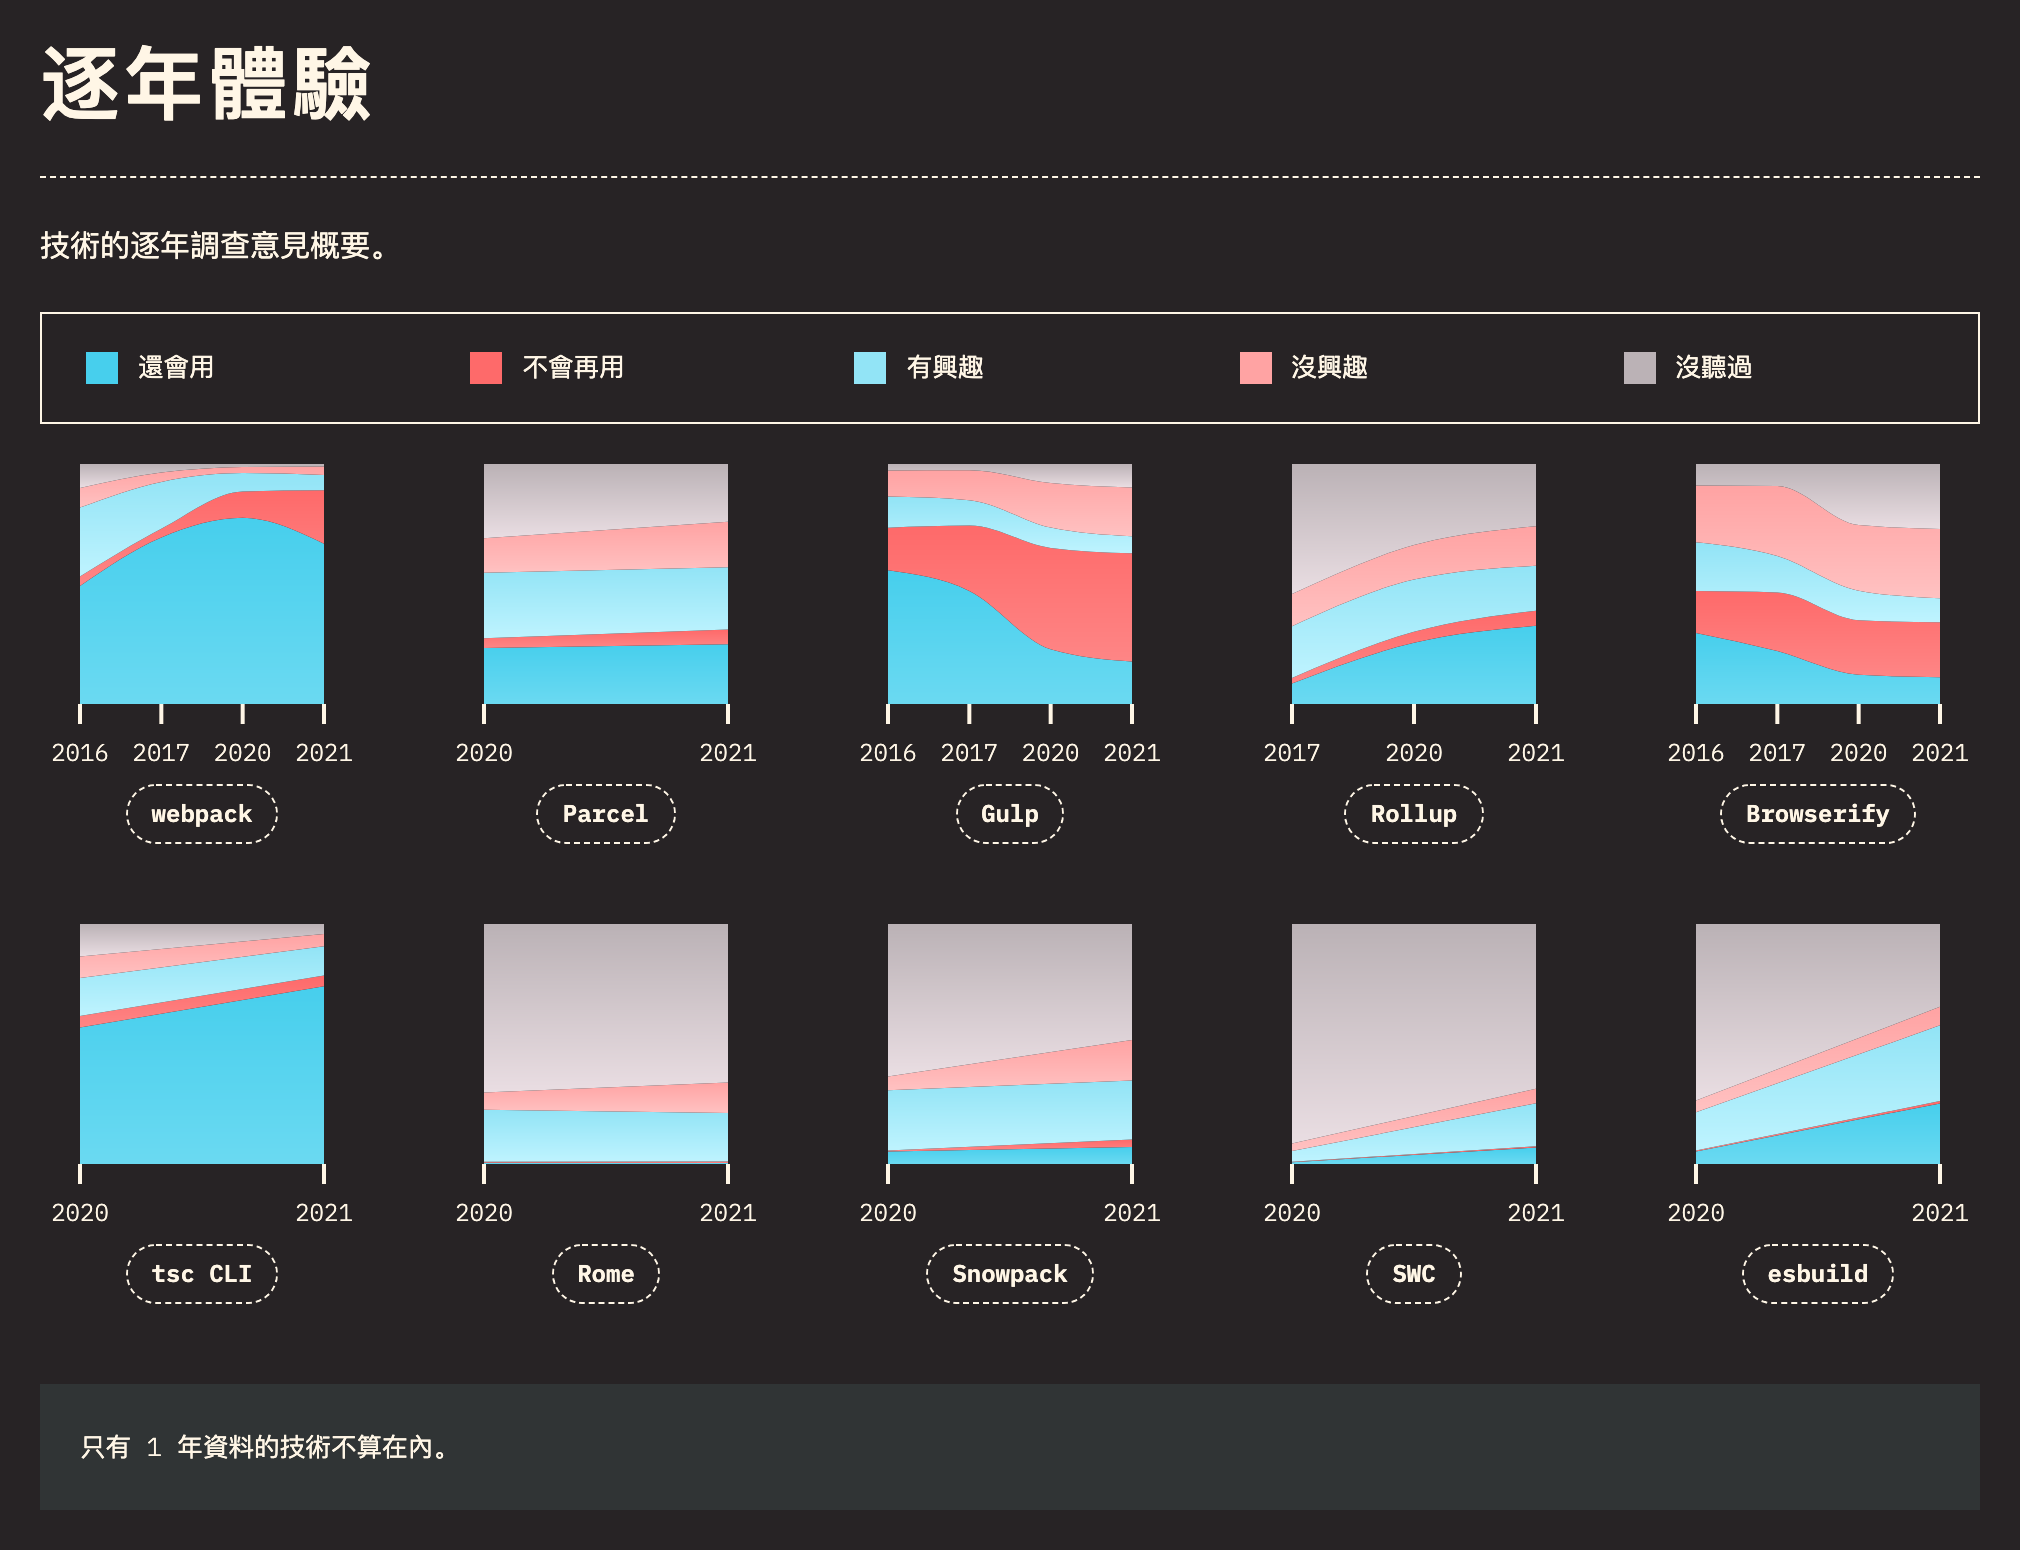 逐年體驗
技術的逐年調查意見概要。
還會用 不會再用 有興趣 沒興趣 沒聽過
2016 2017 2020 2021 2020 2021 2016 2017 2020 2021 2017 2020 2021 2016 2017 2020 2021
webpack Parcel Gulp Rollup Browserify
2020 2021 2020 2021 2020 2021 2020 2021 2020 2021
tsc CLI Rome Snowpack SWC esbuild
只有 1 年資料的技術不算在內。